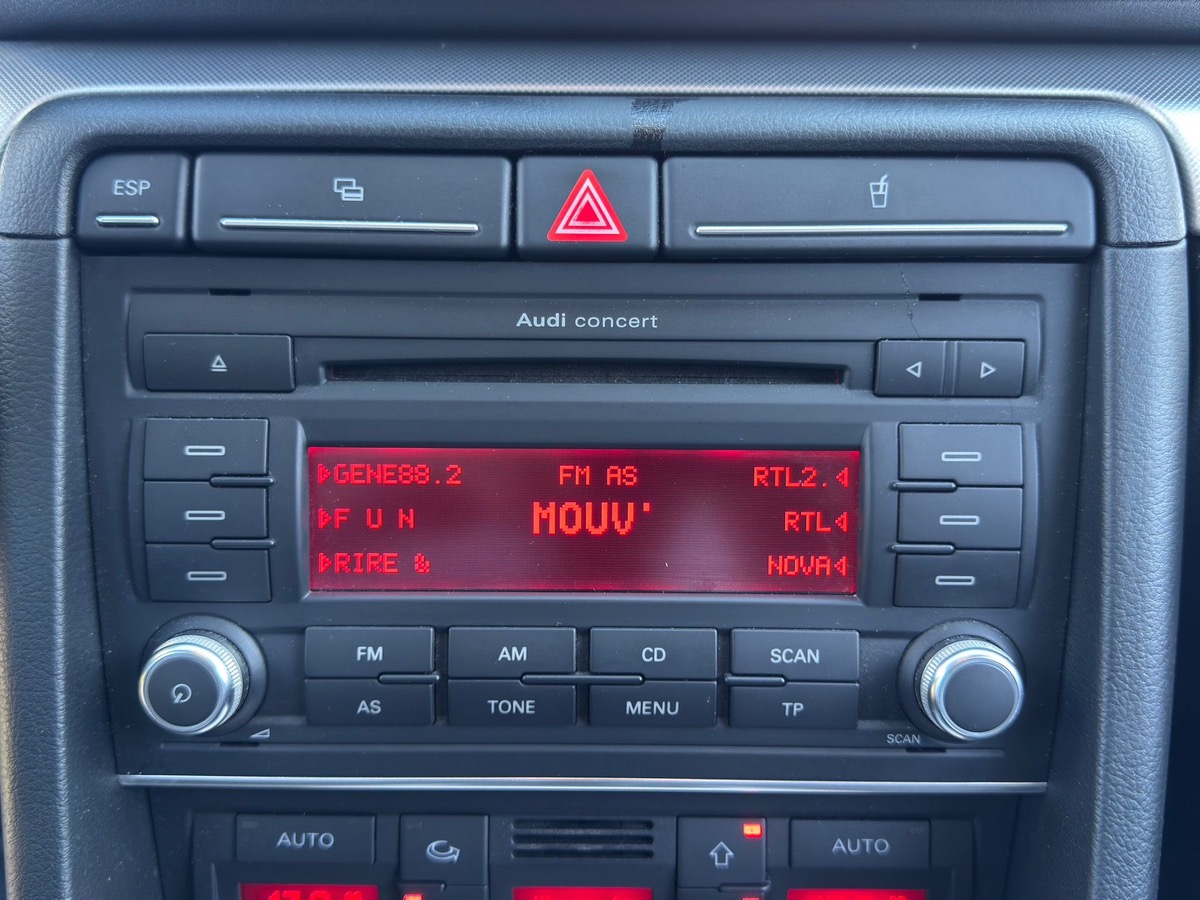 ESP
Audi concert
GENE88.2 FM AS RTL2.
F U N MOUV' RTL
RIRE & NOVA
FM AM CD SCAN
AS TONE MENU TP
SCAN
AUTO AUTO